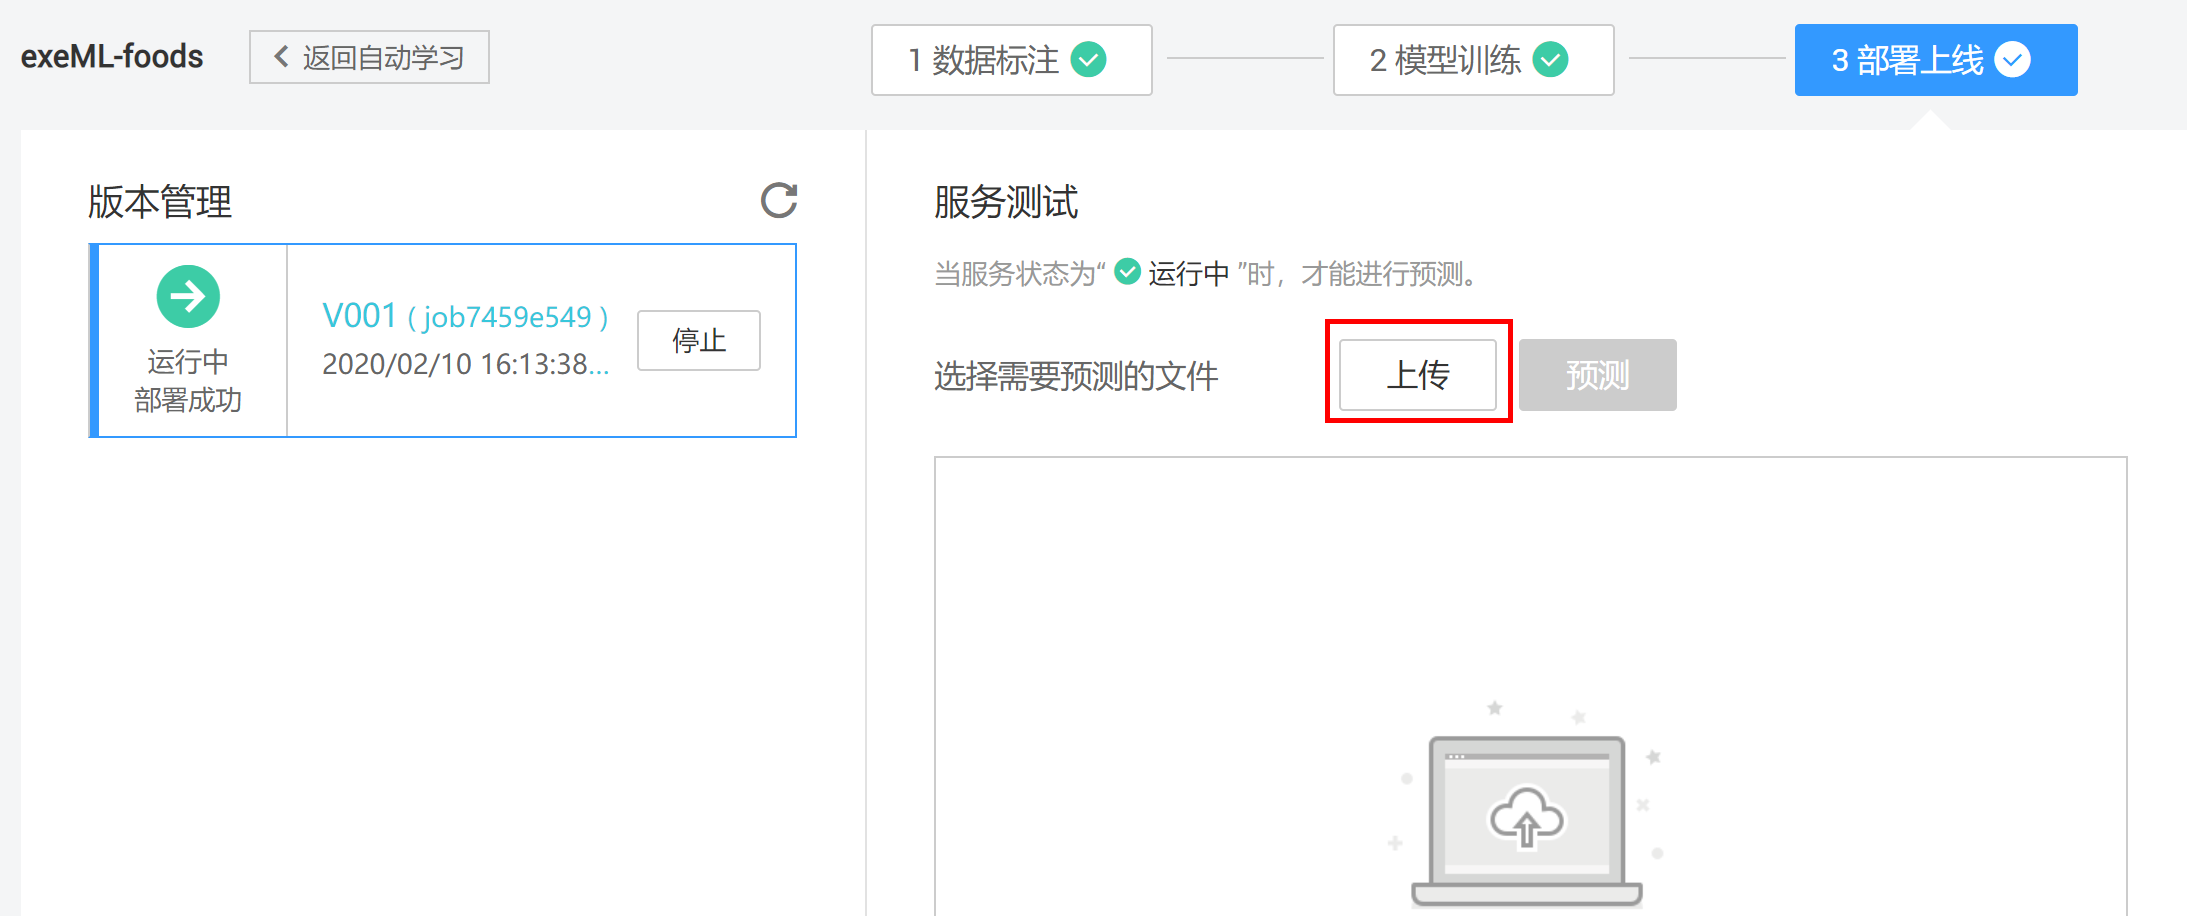 exeML-foods
返回自动学习
1 数据标注
2 模型训练
3 部署上线
版本管理
运行中
部署成功
V001 ( job7459e549 )
2020/02/10 16:13:38...
停止
服务测试
当服务状态为“ 运行中 ”时，才能进行预测。
选择需要预测的文件
上传
预测